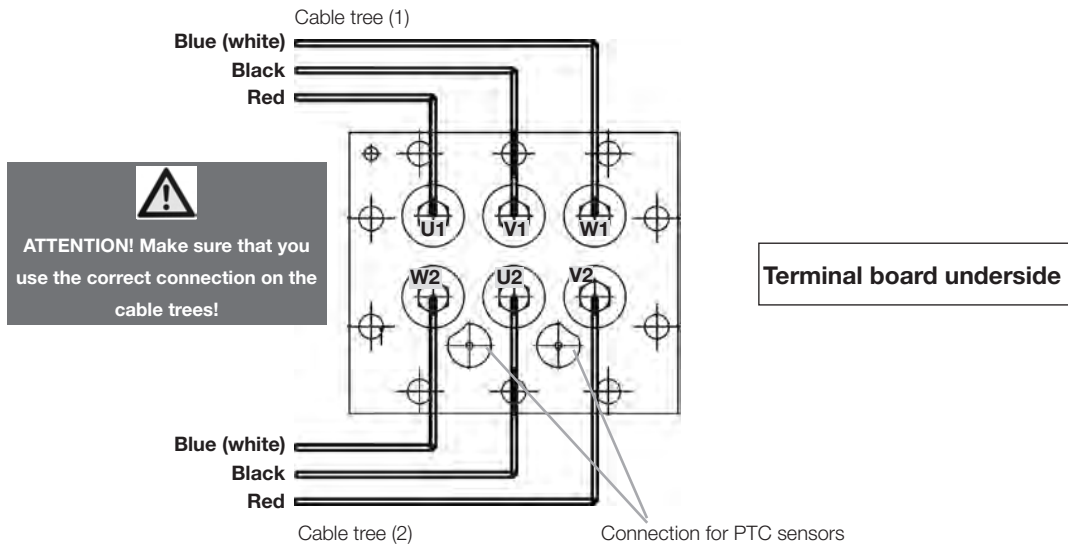 Cable tree (1)
Blue (white)
Black
Red
ATTENTION! Make sure that you
use the correct connection on the
cable trees!
U1 V1 W1
W2 U2 V2
Terminal board underside
Blue (white)
Black
Red
Cable tree (2)
Connection for PTC sensors